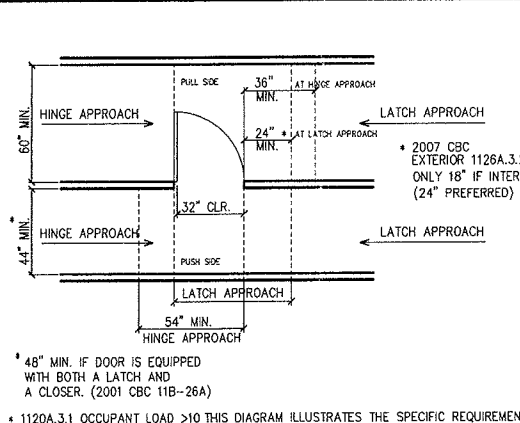 PULL SIDE
36" AT HINGE APPROACH
MIN.
HINGE APPROACH
LATCH APPROACH
60" MIN.
24" * AT LATCH APPROACH
MIN.
* 2007 CBC
EXTERIOR 1126A.3.
ONLY 18" IF INTER
(24" PREFERRED)
32" CLR.
HINGE APPROACH
LATCH APPROACH
44" MIN. *
PUSH SIDE
LATCH APPROACH
54" MIN.
HINGE APPROACH
* 48" MIN. IF DOOR IS EQUIPPED
WITH BOTH A LATCH AND
A CLOSER. (2001 CBC 11B-26A)
* 1120A.3.1 OCCUPANT LOAD >10 THIS DIAGRAM ILLUSTRATES THE SPECIFIC REQUIREMEN